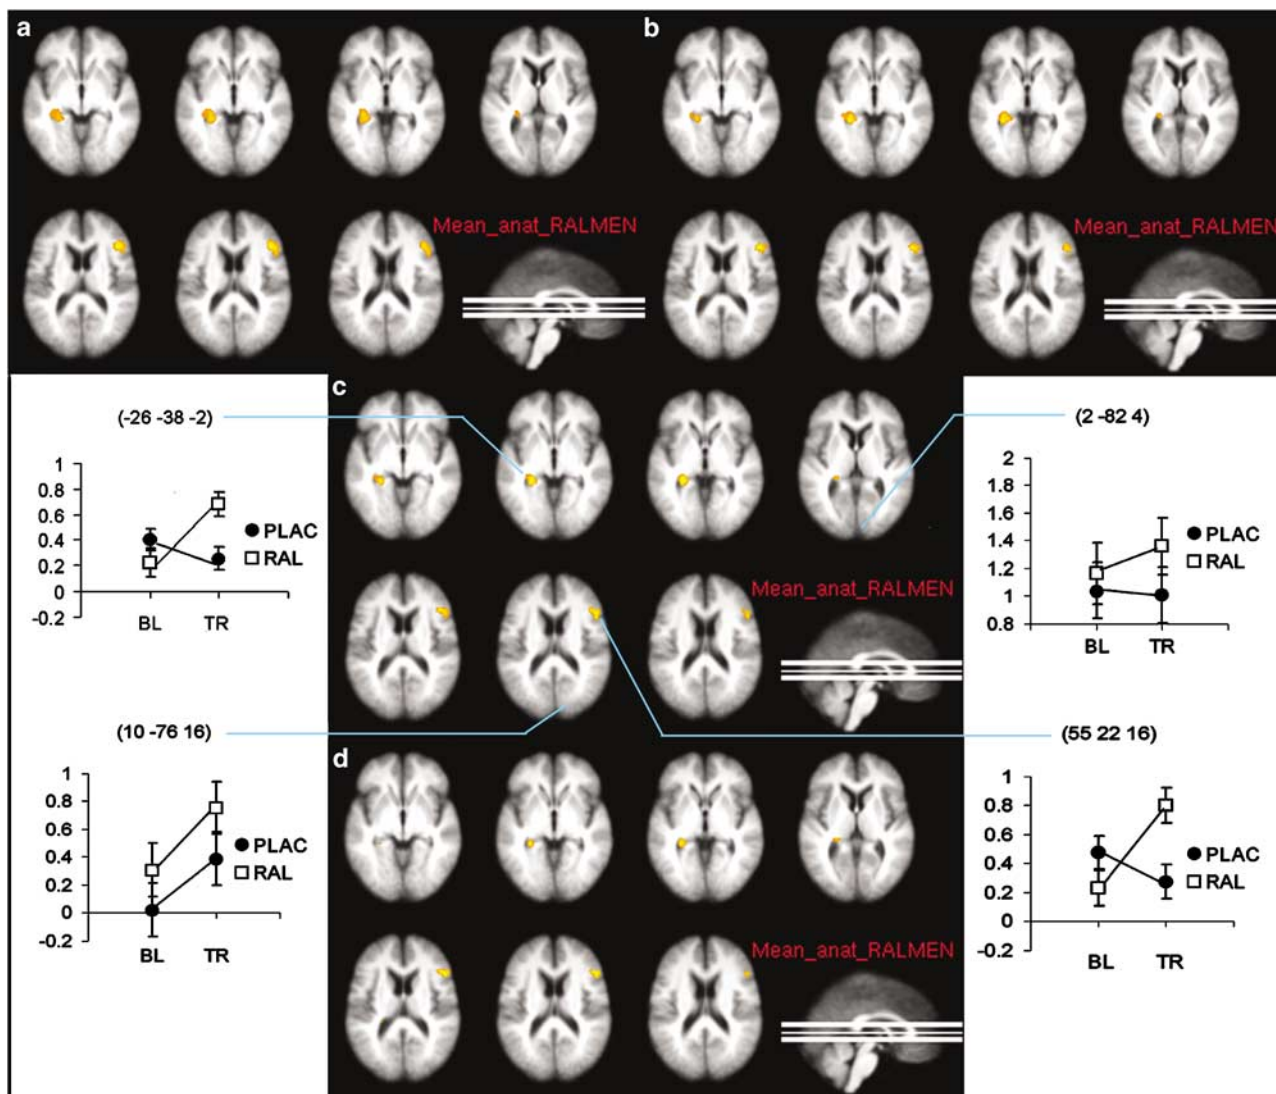 a
b
Mean_anat_RALMEN
Mean_anat_RALMEN
c
(-26 -38 -2)
1
0.8
0.6
0.4
0.2
0
-0.2
BL
TR
PLAC
RAL
(2 -82 4)
2
1.8
1.6
1.4
1.2
1
0.8
BL
TR
PLAC
RAL
Mean_anat_RALMEN
(10 -76 16)
1
0.8
0.6
0.4
0.2
0
-0.2
BL
TR
PLAC
RAL
(55 22 16)
1
0.8
0.6
0.4
0.2
0
-0.2
BL
TR
PLAC
RAL
d
Mean_anat_RALMEN